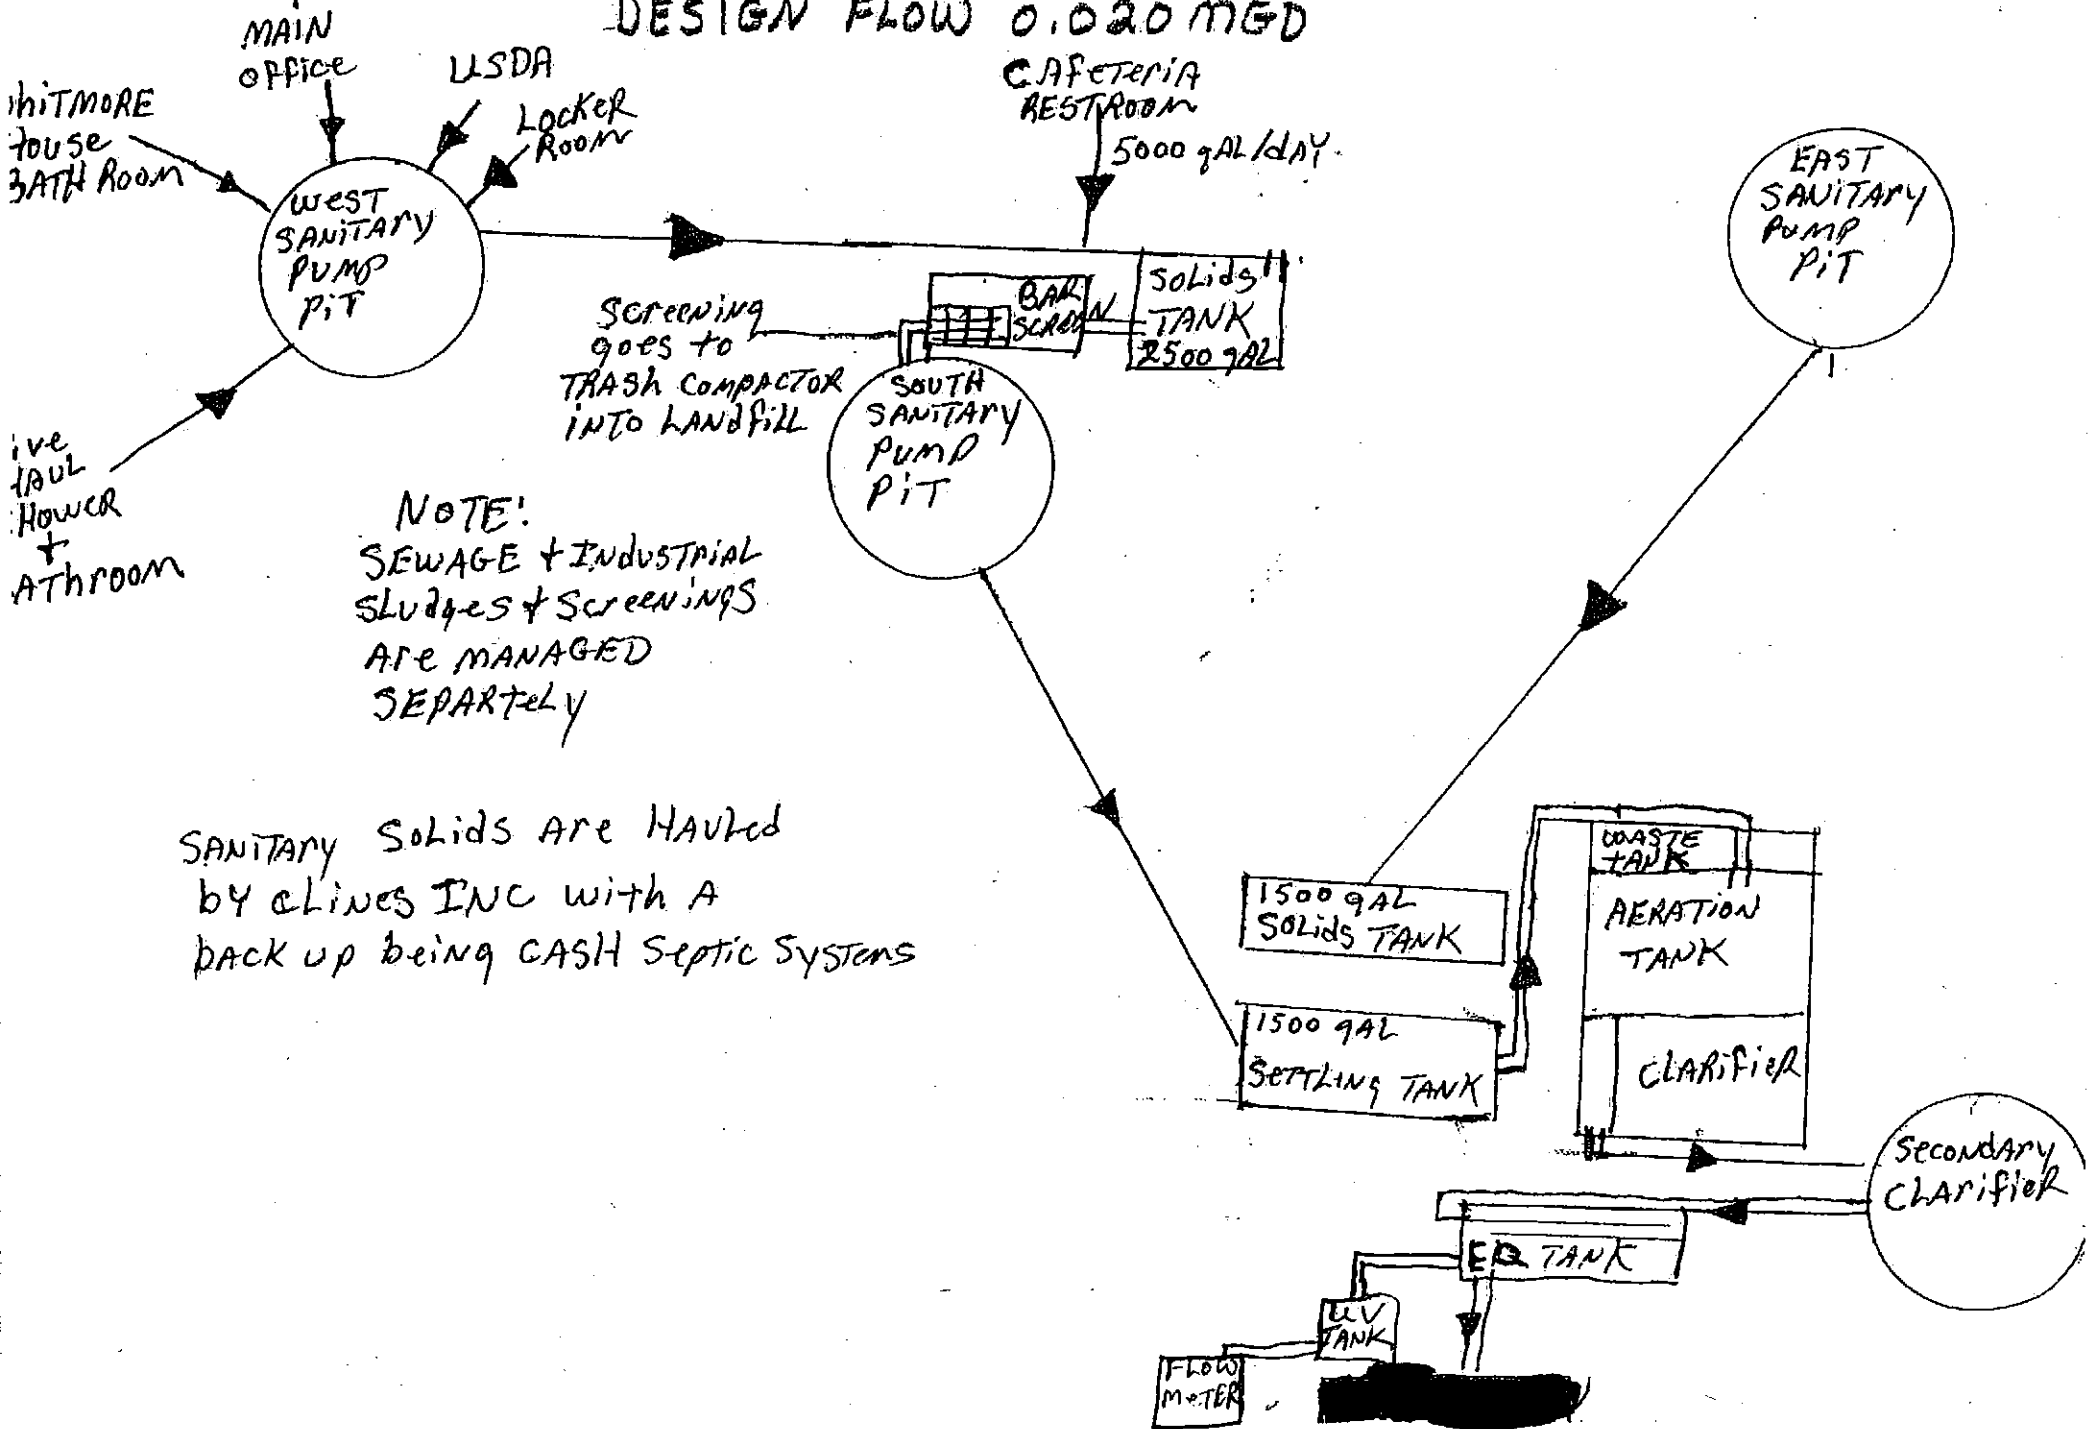 DESIGN FLOW 0.020 MGD
MAIN
OFFICE
USDA
LOCKER
ROOM
hiTMORE
House
BATH ROOM
CAFETERIA
RESTROOM
5000 gAL/dAY
WEST
SANITARY
PUMP
PIT
EAST
SANITARY
PUMP
PIT
SOLIDS
TANK
2500 gAL
BAR
SCREEN
Screening
goes to
TRASH COMPACTOR
INTO LANDFILL
SOUTH
SANITARY
PUMP
PIT
ive
HAUL
HOWER
+
AThroom
NOTE:
SEWAGE + INDUSTRIAL
SLUDGES + SCREENINGS
Are MANAGED
SEPARTELY
SANITARY SOLIDS Are HAULED
by CLINES INC with A
BACK UP being CASH SEPTIC SYSTEMS
1500 gAL
SOLIDS TANK
1500 gAL
SETTLING TANK
WASTE
TANK
AERATION
TANK
CLARIFIER
SECONDARY
CLARIFIER
EQ TANK
UV
TANK
FLOW
METER